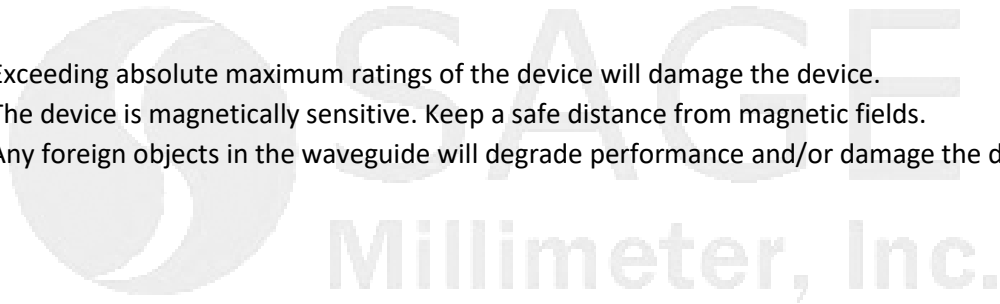 Exceeding absolute maximum ratings of the device will damage the device.
The device is magnetically sensitive. Keep a safe distance from magnetic fields.
Any foreign objects in the waveguide will degrade performance and/or damage the
SAGE
Millimeter, Inc.